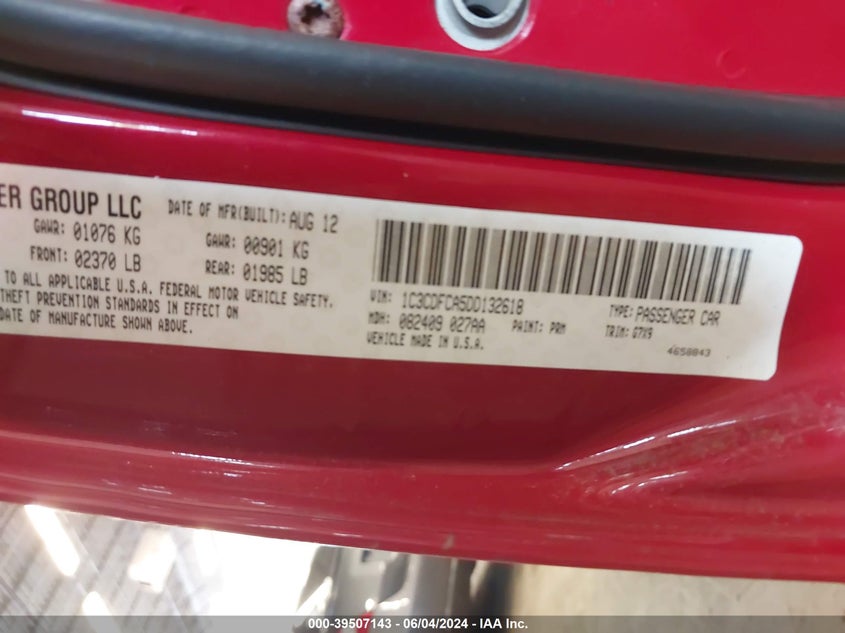 ER GROUP LLC
DATE OF MFR(BUILT): AUG 12
GAWR: 01076 KG
GAWR: 00901 KG
FRONT: 02370 LB
REAR: 01985 LB
TO ALL APPLICABLE U.S.A. FEDERAL MOTOR VEHICLE SAFETY,
THEFT PREVENTION STANDARDS IN EFFECT ON
DATE OF MANUFACTURE SHOWN ABOVE.
VIN: 1C3CDFCA5DD132618
TYPE: PASSENGER CAR
MDH: 082409 027AA
PAINT: PRM
TRIM: G7X9
VEHICLE MADE IN U.S.A.
4658843
000-39507143 - 06/04/2024 - IAA Inc.